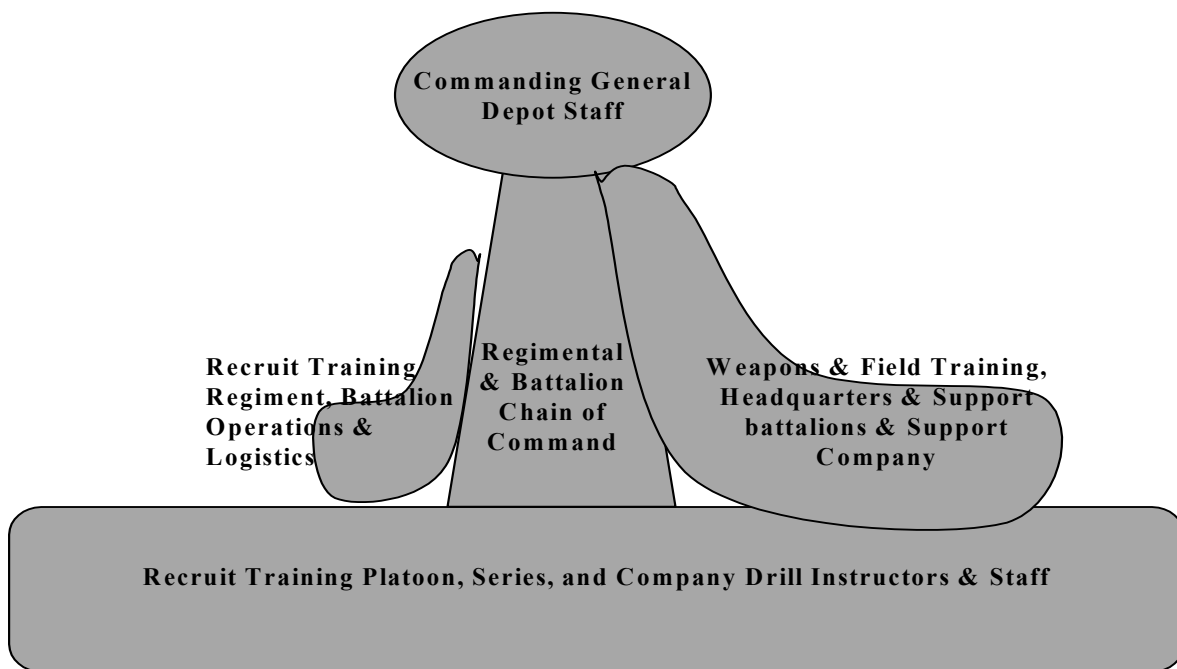 Commanding General
Depot Staff
Recruit Training
Regiment, Battalion
Operations &
Logistics
Regimental
& Battalion
Chain of
Command
Weapons & Field Training,
Headquarters & Support
battalions & Support
Company
Recruit Training Platoon, Series, and Company Drill Instructors & Staff